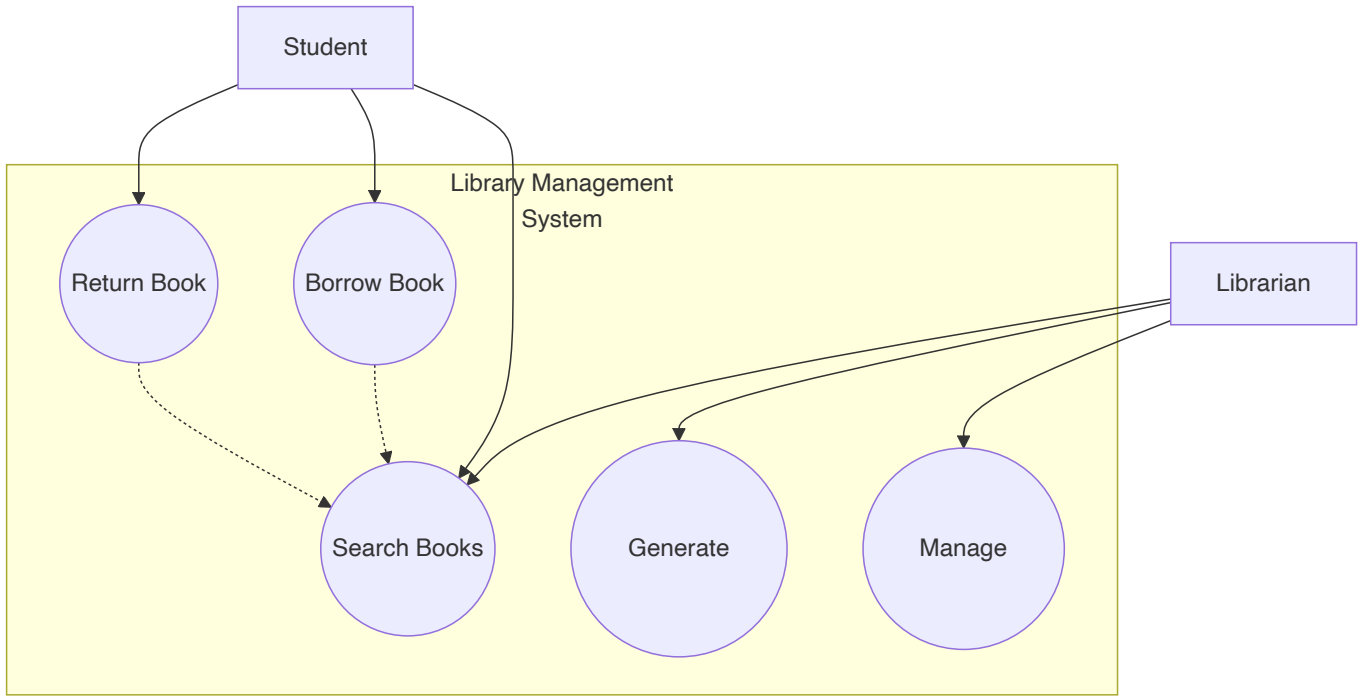 Student
Library Management
System
Return Book
Borrow Book
Librarian
Search Books
Generate
Manage